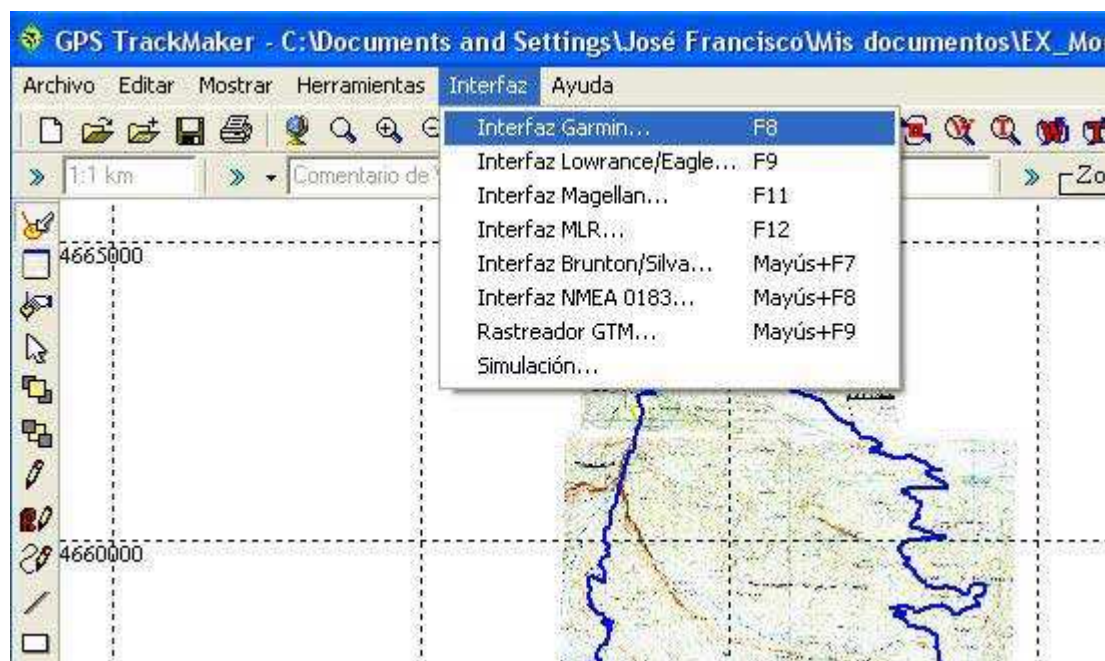 GPS TrackMaker - C:\Documents and Settings\José Francisco\Mis documentos\EX_Mo
Archivo Editar Mostrar Herramientas Interfaz Ayuda
Interfaz Garmin... F8
Interfaz Lowrance/Eagle... F9
Interfaz Magellan... F11
Interfaz MLR... F12
Interfaz Brunton/Silva... Mayús+F7
Interfaz NMEA 0183... Mayús+F8
Rastreador GTM... Mayús+F9
Simulación...
1:1 km Comentario de Zo
4665000
4660000